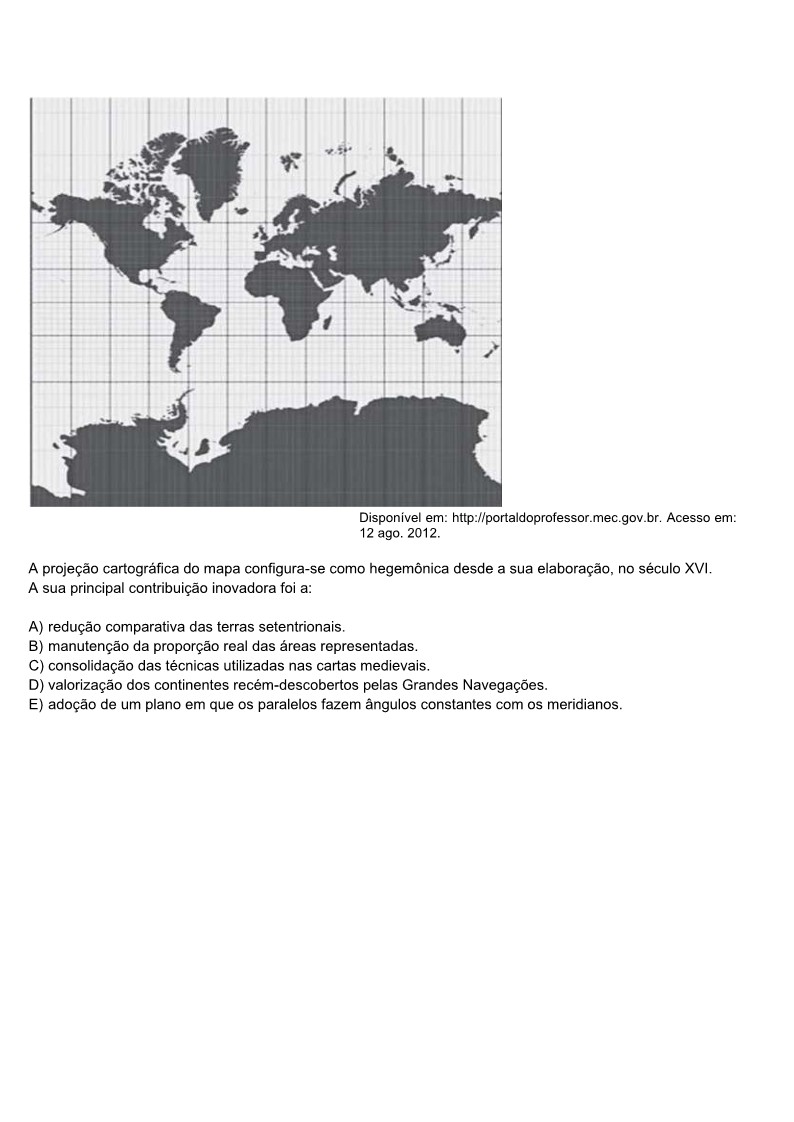 Disponível em: http://portaldoprofessor.mec.gov.br. Acesso em:
12 ago. 2012.
A projeção cartográfica do mapa configura-se como hegemônica desde a sua elaboração, no século XVI.
A sua principal contribuição inovadora foi a:
A) redução comparativa das terras setentrionais.
B) manutenção da proporção real das áreas representadas.
C) consolidação das técnicas utilizadas nas cartas medievais.
D) valorização dos continentes recém-descobertos pelas Grandes Navegações.
E) adoção de um plano em que os paralelos fazem ângulos constantes com os meridianos.